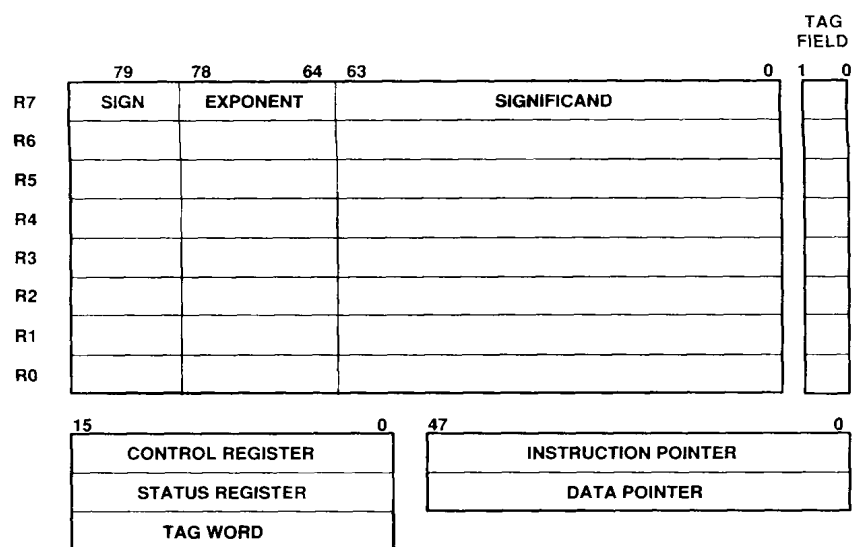 TAG
FIELD
79 78 64 63 0 1 0
R7 SIGN EXPONENT SIGNIFICAND
R6
R5
R4
R3
R2
R1
R0
15 0 47 0
CONTROL REGISTER INSTRUCTION POINTER
STATUS REGISTER DATA POINTER
TAG WORD